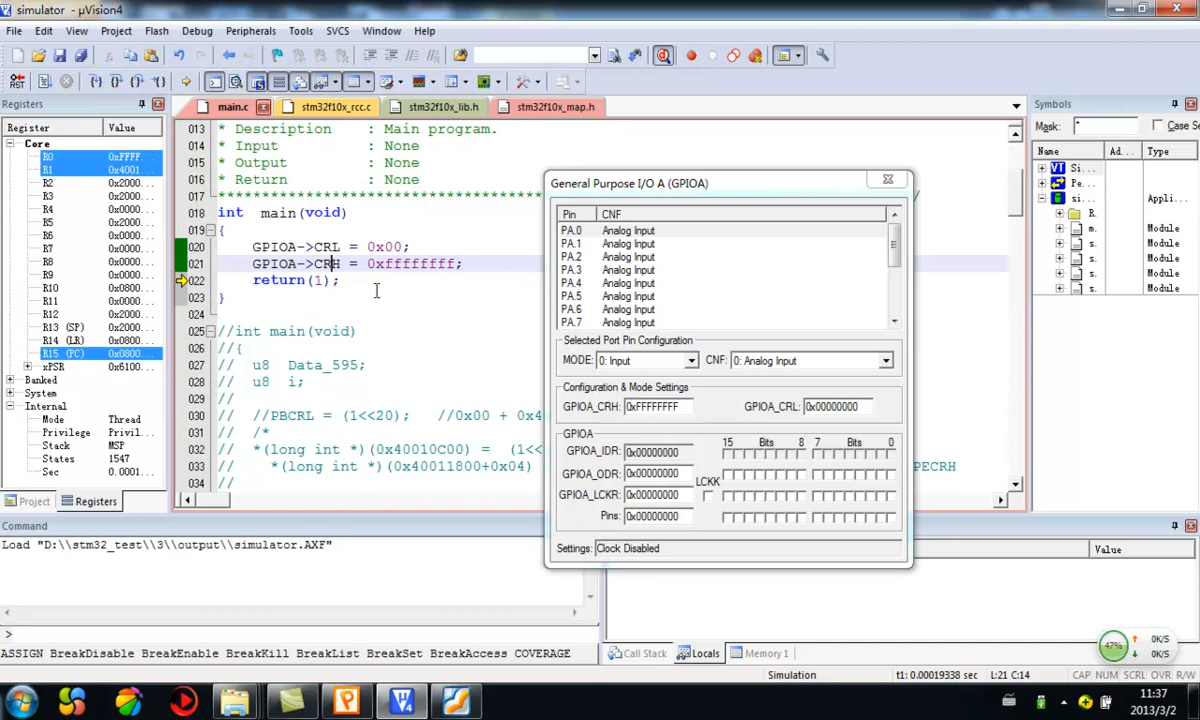 simulator - µVision4
File Edit View Project Flash Debug Peripherals Tools SVCS Window Help
Registers
Register Value
Core
R0 0xFFFF...
R1 0x4001...
R2 0x2000...
R3 0x2000...
R4 0x0000...
R5 0x2000...
R6 0x0000...
R7 0x0000...
R8 0x0000...
R9 0x0000...
R10 0x0800...
R11 0x0000...
R12 0x2000...
R13 (SP) 0x2000...
R14 (LR) 0x0800...
R15 (PC) 0x0800...
xPSR 0x6100...
Banked
System
Internal
Mode Thread
Privilege Privil...
Stack MSP
States 1547
Sec 0.0001...
Project Registers
main.c stm32f10x_rcc.c stm32f10x_lib.h stm32f10x_map.h
013 * Description : Main program.
014 * Input : None
015 * Output : None
016 * Return : None
018 int main(void)
019 {
020 GPIOA->CRL = 0x00;
021 GPIOA->CRH = 0xffffffff;
022 return(1);
023 }
024
025 //int main(void)
026 //{
027 // u8 Data_595;
028 // u8 i;
029 //
030 // //PBCRL = (1<<20); //0x00 + 0x4
031 // /*
032 // *(long int *)(0x40010C00) = (1<<
033 // *(long int *)(0x40011800+0x04) PECRH
034 //
General Purpose I/O A (GPIOA)
Pin CNF
PA.0 Analog Input
PA.1 Analog Input
PA.2 Analog Input
PA.3 Analog Input
PA.4 Analog Input
PA.5 Analog Input
PA.6 Analog Input
PA.7 Analog Input
Selected Port Pin Configuration
MODE: 0: Input CNF: 0: Analog Input
Configuration & Mode Settings
GPIOA_CRH: 0xFFFFFFFF GPIOA_CRL: 0x00000000
GPIOA 15 Bits 8 7 Bits 0
GPIOA_IDR: 0x00000000
GPIOA_ODR: 0x00000000 LCKK
GPIOA_LCKR: 0x00000000
Pins: 0x00000000
Settings: Clock Disabled
Symbols
Mask: * Case Se
Name Ad... Type
Si...
Pe...
si... Appli...
R.
m.
s.
s.
s.
s.
Command
Load "D:\\stm32_test\\3\\output\\simulator.AXF"
>
ASSIGN BreakDisable BreakEnable BreakKill BreakList BreakSet BreakAccess COVERAGE
Value
Call Stack Locals Memory 1
47% 0K/S
0K/S
Simulation t1: 0.00019338 sec L:21 C:14 CAP NUM SCRL OVR R/W
11:37
2013/3/2